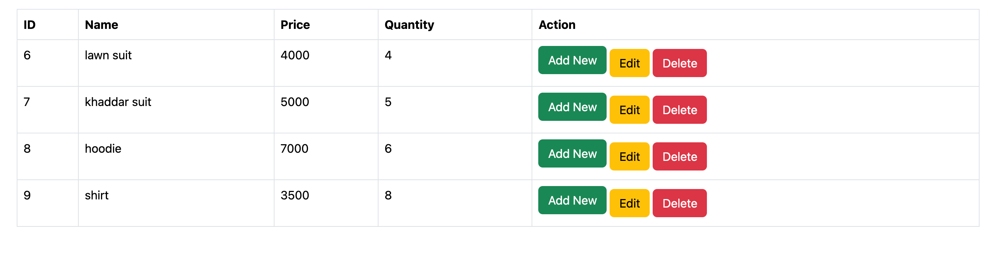 ID Name Price Quantity Action
6 lawn suit 4000 4 Add New Edit Delete
7 khaddar suit 5000 5 Add New Edit Delete
8 hoodie 7000 6 Add New Edit Delete
9 shirt 3500 8 Add New Edit Delete